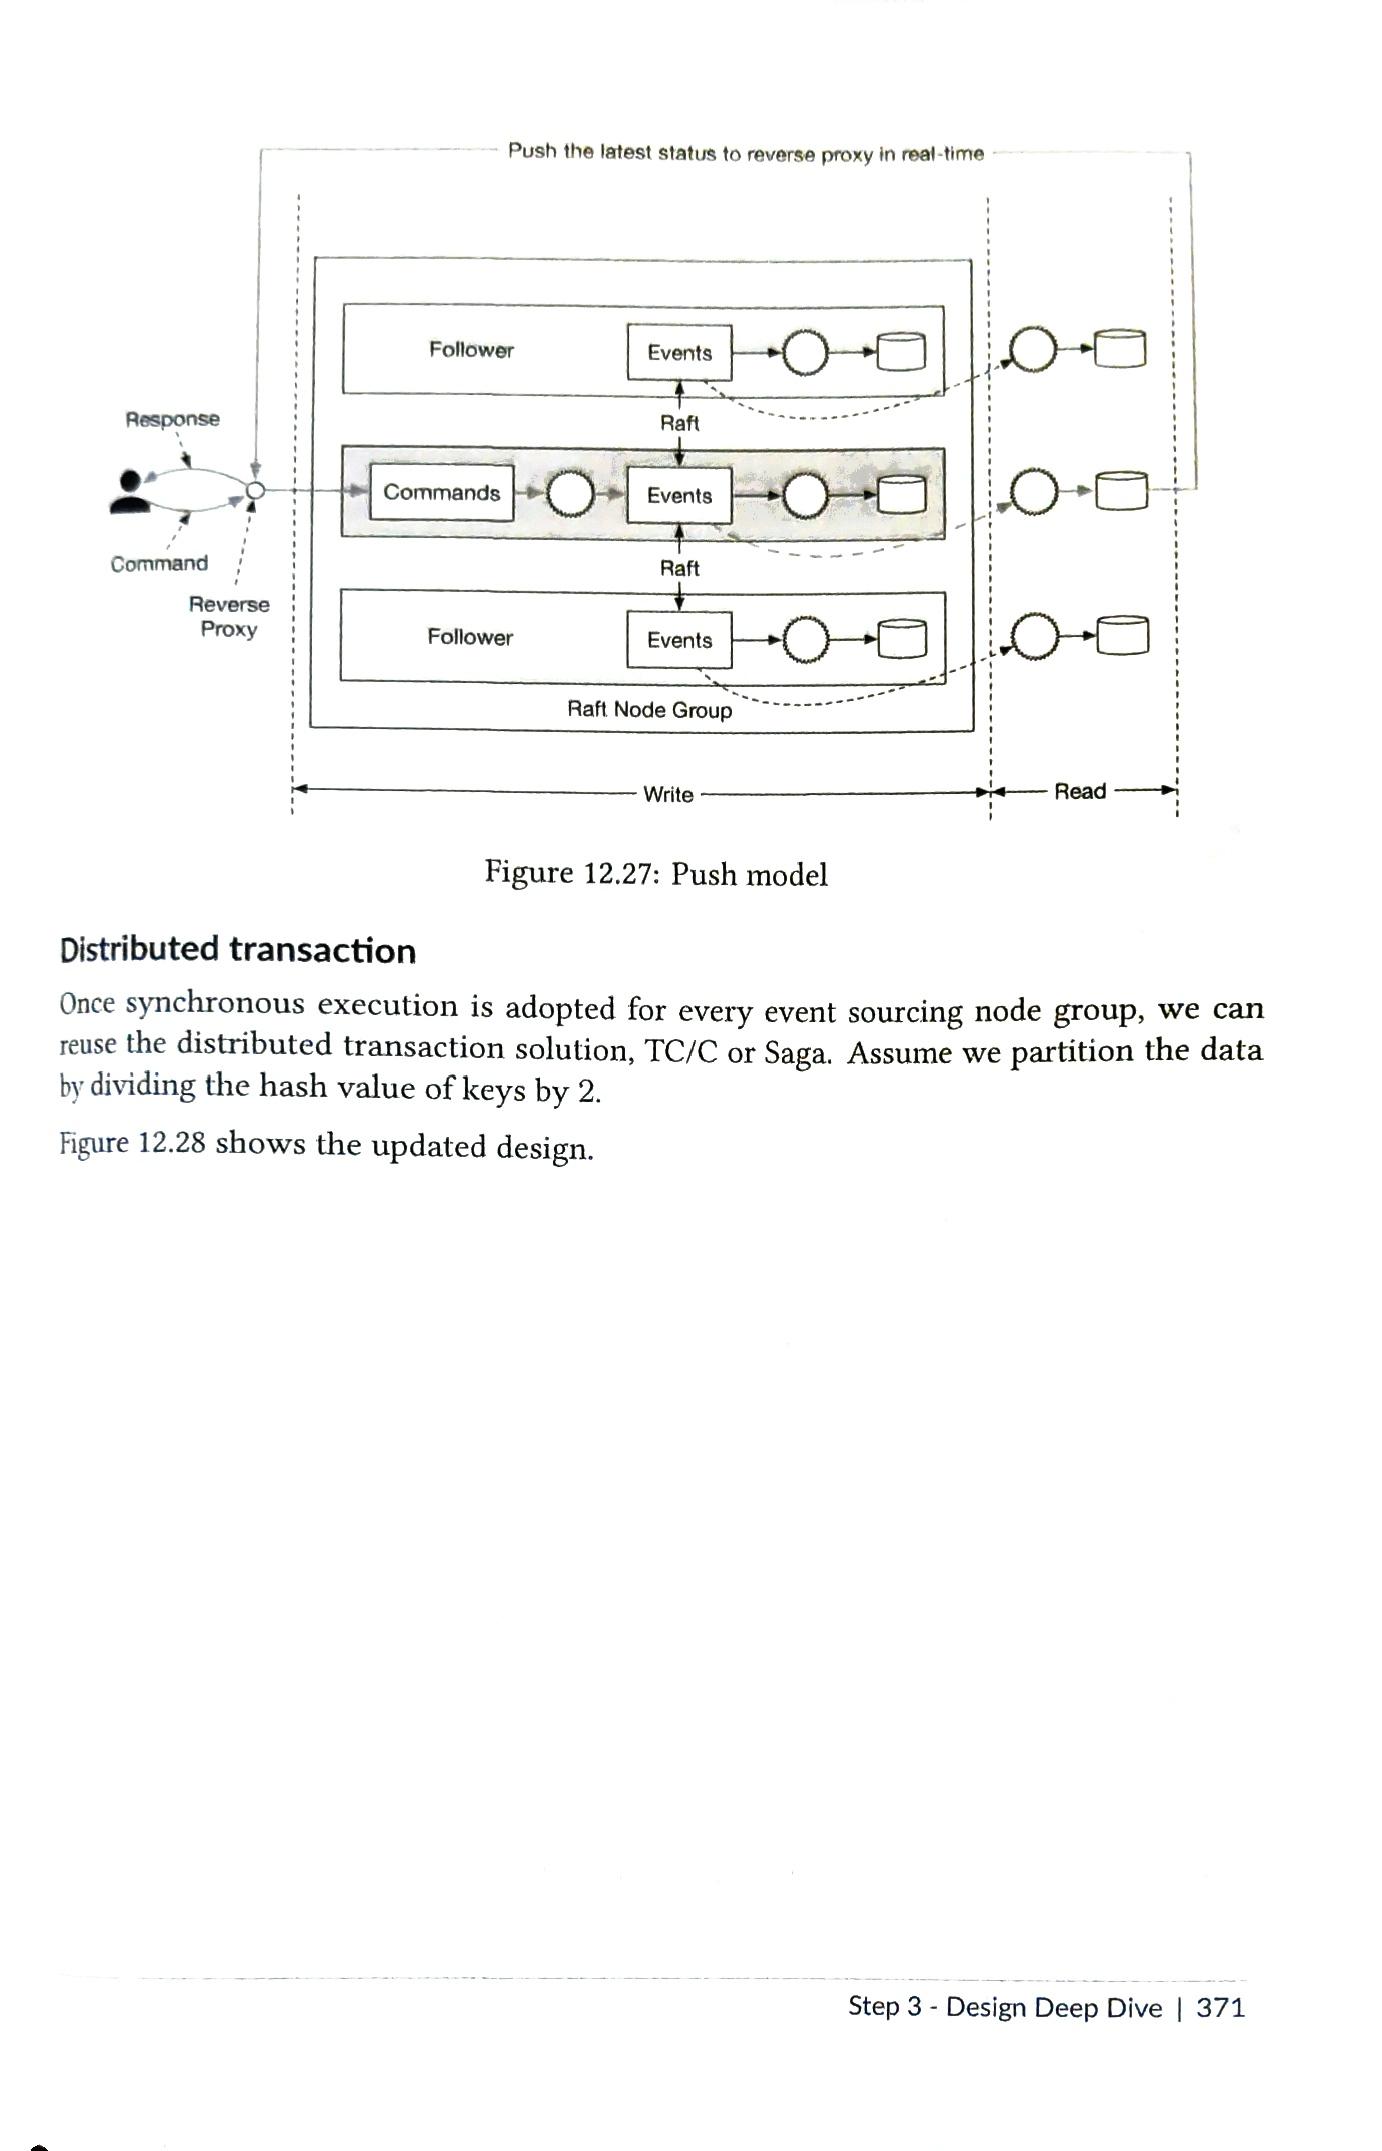 Push the latest status to reverse proxy in real-time
Follower
Events
Raft
Response
Commands
Events
Command
Raft
Reverse
Proxy
Follower
Events
Raft Node Group
Write
Read
Figure 12.27: Push model
Distributed transaction
Once synchronous execution is adopted for every event sourcing node group, we can
reuse the distributed transaction solution, TC/C or Saga. Assume we partition the data
by dividing the hash value of keys by 2.
Figure 12.28 shows the updated design.
Step 3 - Design Deep Dive | 371